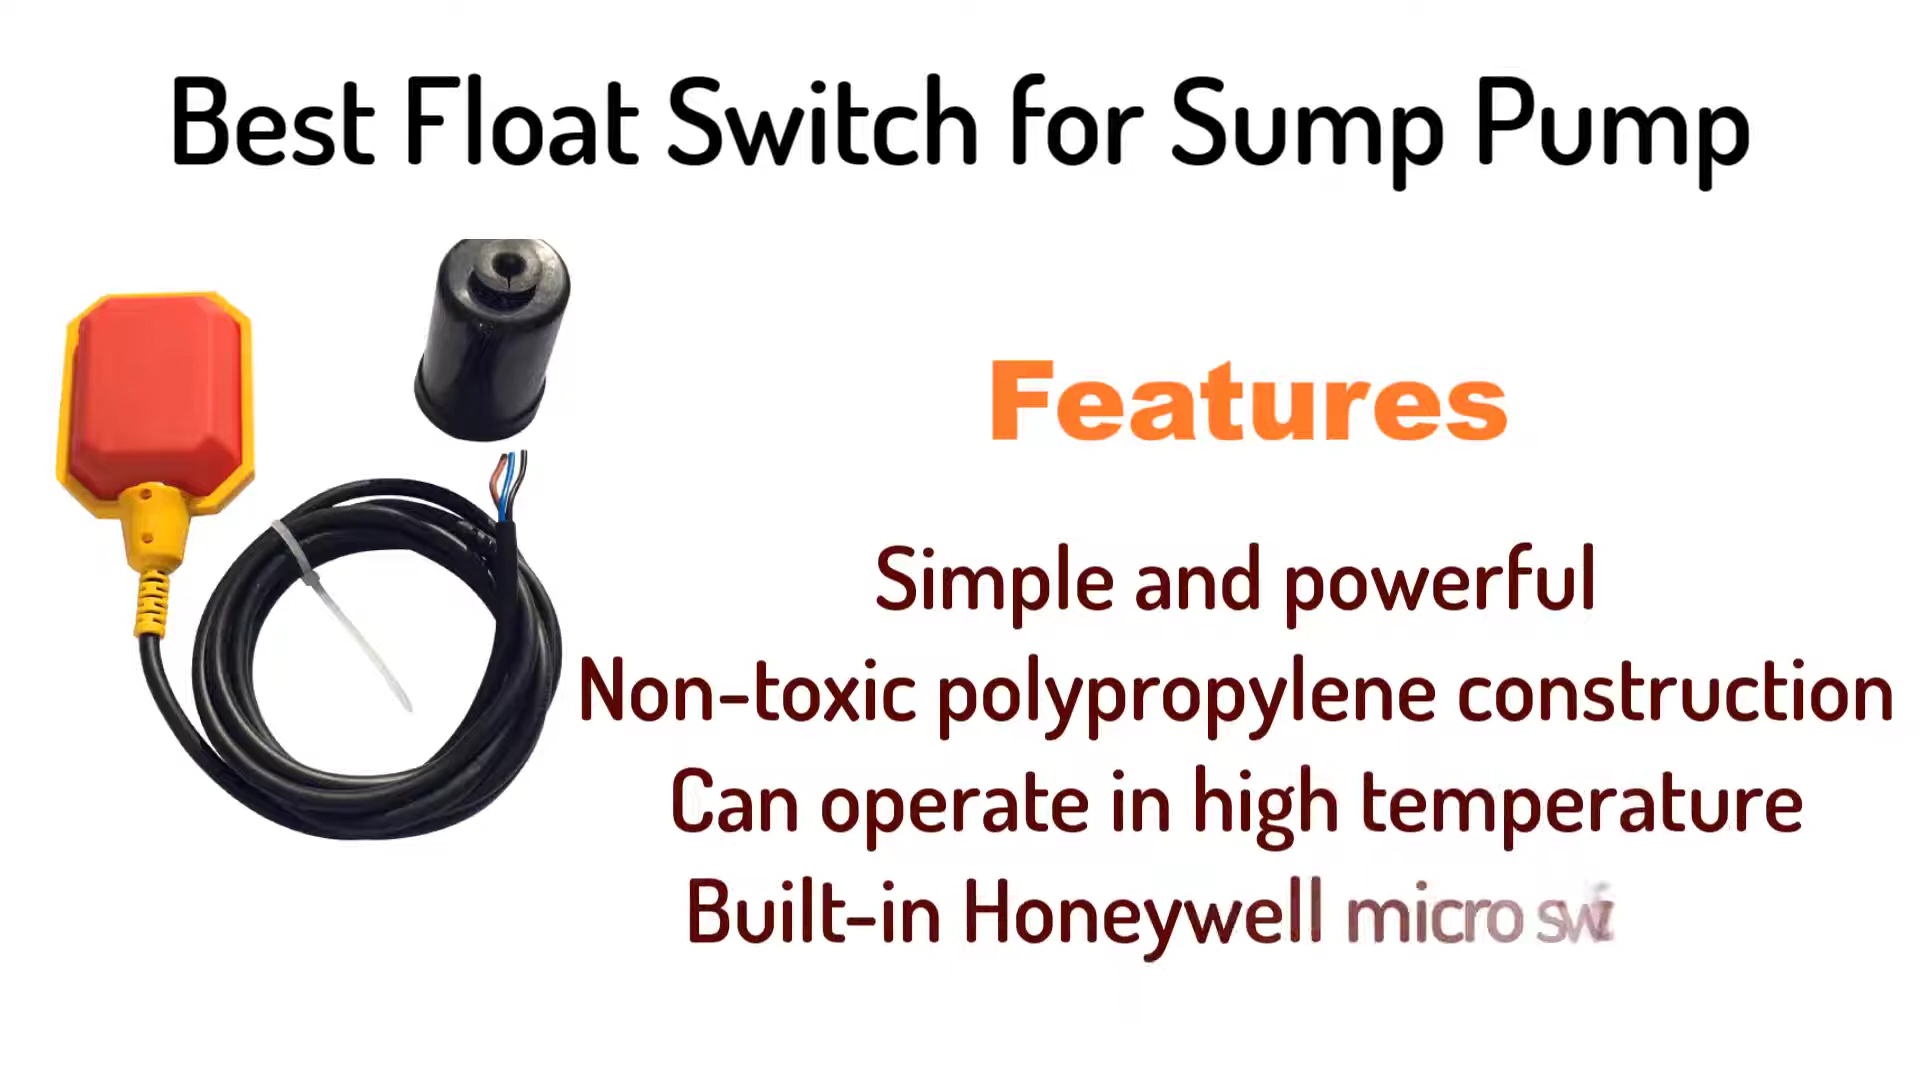 Best Float Switch for Sump Pump
Features
Simple and powerful
Non-toxic polypropylene construction
Can operate in high temperature
Built-in Honeywell micro